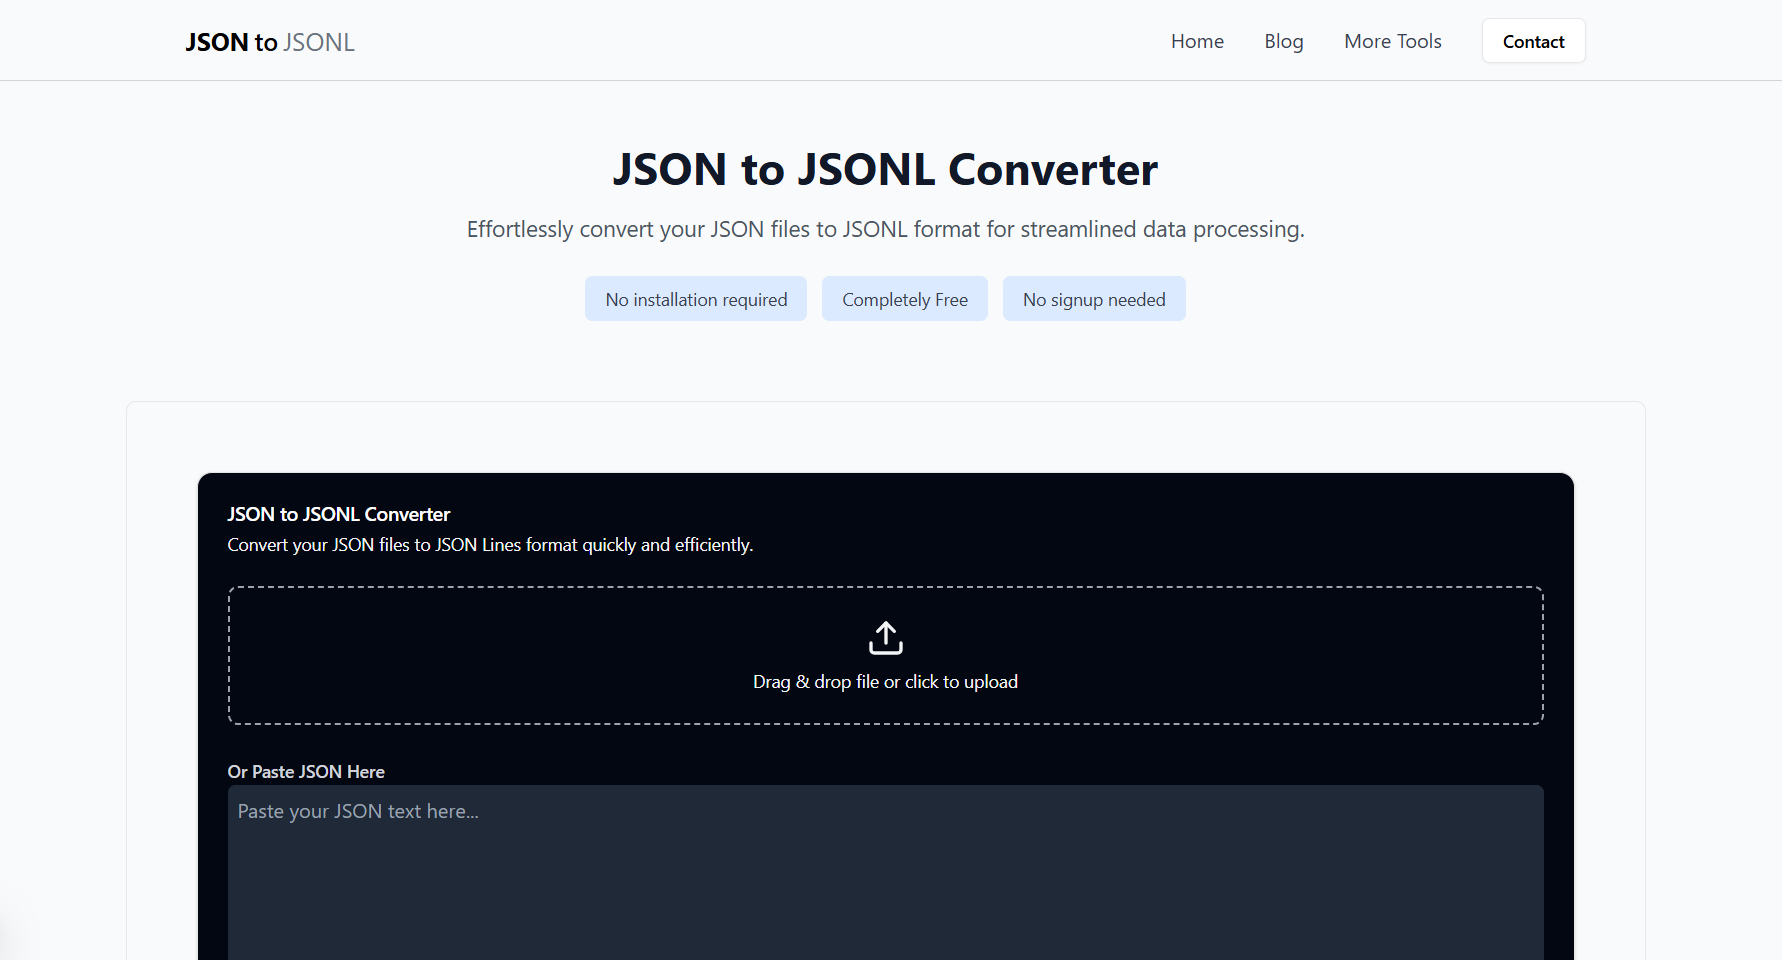 JSON to JSONL
Home Blog More Tools Contact
JSON to JSONL Converter
Effortlessly convert your JSON files to JSONL format for streamlined data processing.
No installation required Completely Free No signup needed
JSON to JSONL Converter
Convert your JSON files to JSON Lines format quickly and efficiently.
Drag & drop file or click to upload
Or Paste JSON Here
Paste your JSON text here...